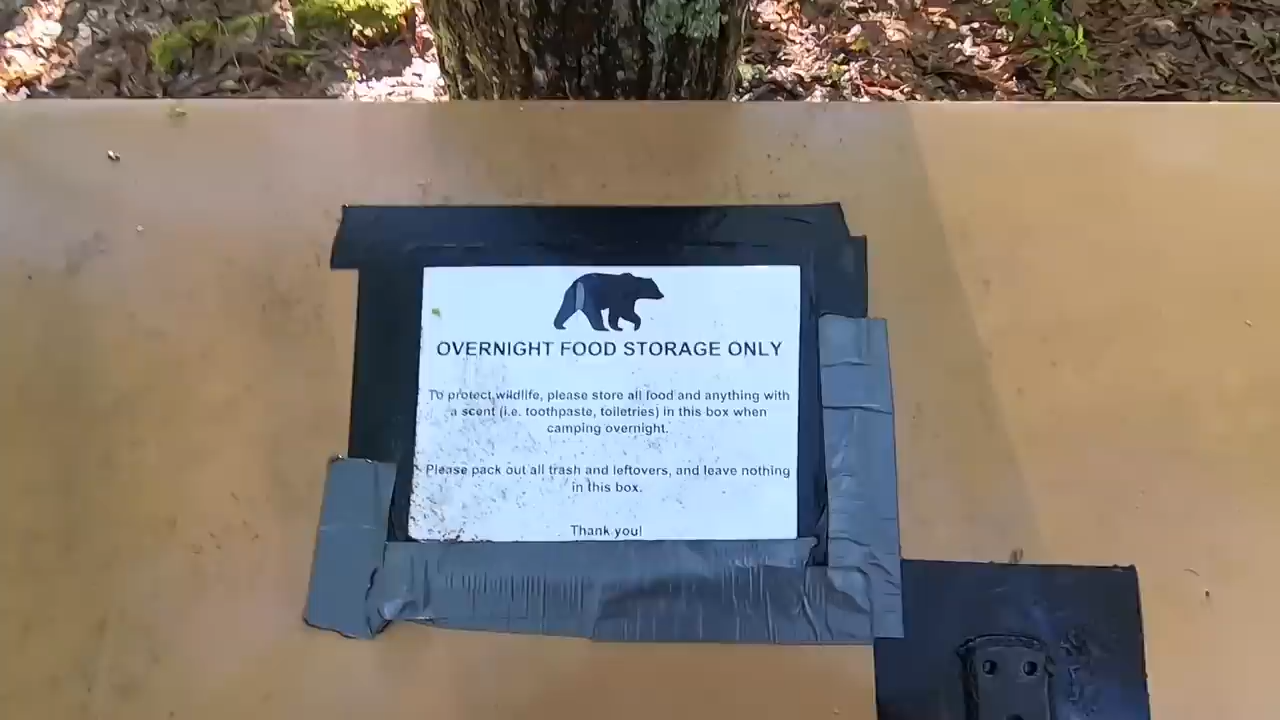 OVERNIGHT FOOD STORAGE ONLY
To protect wildlife, please store all food and anything with
a scent (i.e. toothpaste, toiletries) in this box when
camping overnight.
Please pack out all trash and leftovers, and leave nothing
in this box.
Thank you!